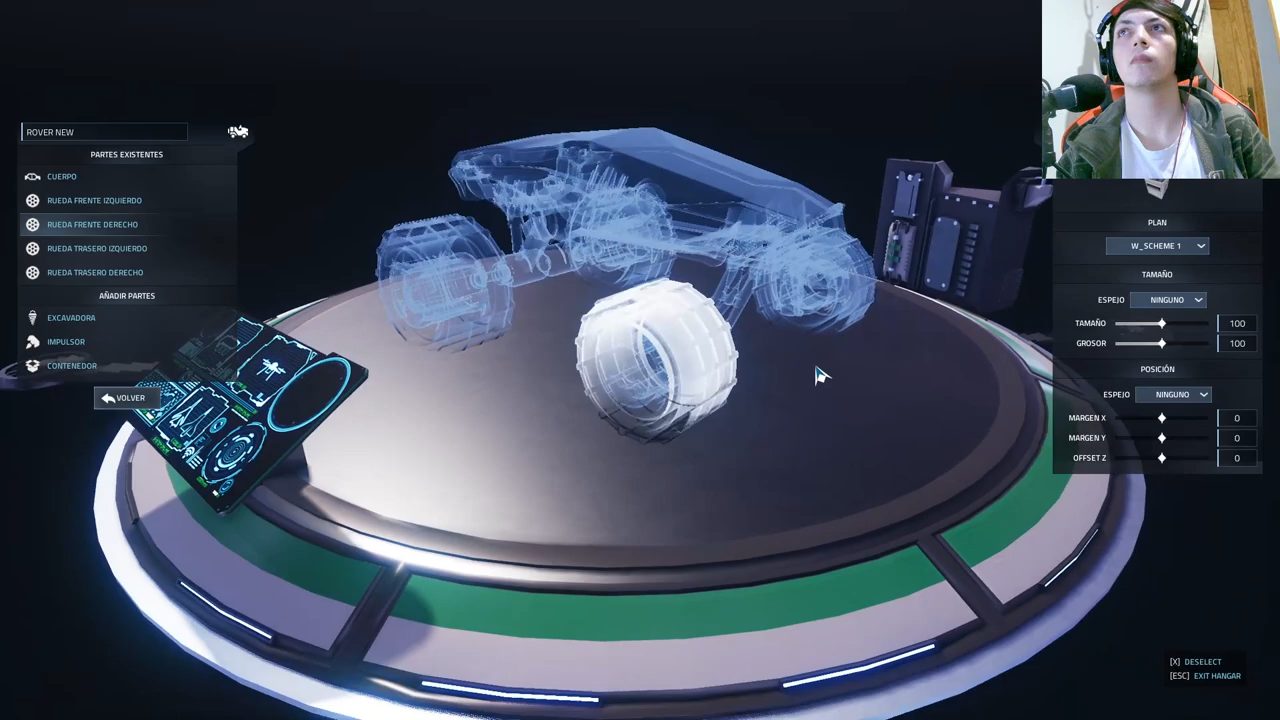 ROVER NEW
PARTES EXISTENTES
CUERPO
RUEDA FRENTE IZQUIERDO
RUEDA FRENTE DERECHO
RUEDA TRASERO IZQUIERDO
RUEDA TRASERO DERECHO
AÑADIR PARTES
EXCAVADORA
IMPULSOR
CONTENEDOR
VOLVER
PLAN
W_SCHEME 1
TAMAÑO
ESPEJO NINGUNO
TAMAÑO 100
GROSOR 100
POSICIÓN
ESPEJO NINGUNO
MARGEN X 0
MARGEN Y 0
OFFSET Z 0
[X] DESELECT
[ESC] EXIT HANGAR